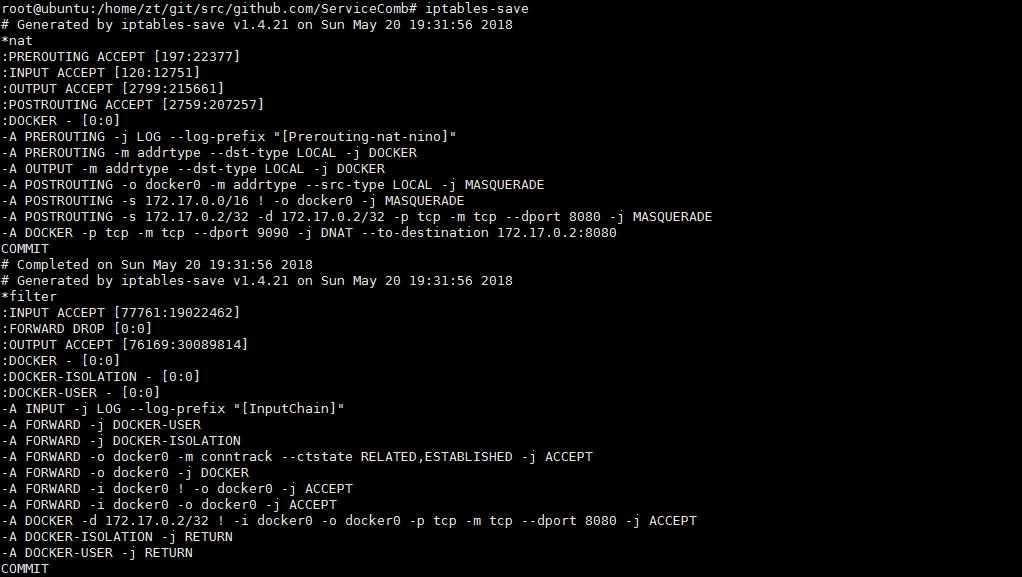 root@ubuntu:/home/zt/git/src/github.com/ServiceComb# iptables-save
# Generated by iptables-save v1.4.21 on Sun May 20 19:31:56 2018
*nat
:PREROUTING ACCEPT [197:22377]
:INPUT ACCEPT [120:12751]
:OUTPUT ACCEPT [2799:215661]
:POSTROUTING ACCEPT [2759:207257]
:DOCKER - [0:0]
-A PREROUTING -j LOG --log-prefix "[Prerouting-nat-nino]"
-A PREROUTING -m addrtype --dst-type LOCAL -j DOCKER
-A OUTPUT -m addrtype --dst-type LOCAL -j DOCKER
-A POSTROUTING -o docker0 -m addrtype --src-type LOCAL -j MASQUERADE
-A POSTROUTING -s 172.17.0.0/16 ! -o docker0 -j MASQUERADE
-A POSTROUTING -s 172.17.0.2/32 -d 172.17.0.2/32 -p tcp -m tcp --dport 8080 -j MASQUERADE
-A DOCKER -p tcp -m tcp --dport 9090 -j DNAT --to-destination 172.17.0.2:8080
COMMIT
# Completed on Sun May 20 19:31:56 2018
# Generated by iptables-save v1.4.21 on Sun May 20 19:31:56 2018
*filter
:INPUT ACCEPT [77761:19022462]
:FORWARD DROP [0:0]
:OUTPUT ACCEPT [76169:30089814]
:DOCKER - [0:0]
:DOCKER-ISOLATION - [0:0]
:DOCKER-USER - [0:0]
-A INPUT -j LOG --log-prefix "[InputChain]"
-A FORWARD -j DOCKER-USER
-A FORWARD -j DOCKER-ISOLATION
-A FORWARD -o docker0 -m conntrack --ctstate RELATED,ESTABLISHED -j ACCEPT
-A FORWARD -o docker0 -j DOCKER
-A FORWARD -i docker0 ! -o docker0 -j ACCEPT
-A FORWARD -i docker0 -o docker0 -j ACCEPT
-A DOCKER -d 172.17.0.2/32 ! -i docker0 -o docker0 -p tcp -m tcp --dport 8080 -j ACCEPT
-A DOCKER-ISOLATION -j RETURN
-A DOCKER-USER -j RETURN
COMMIT